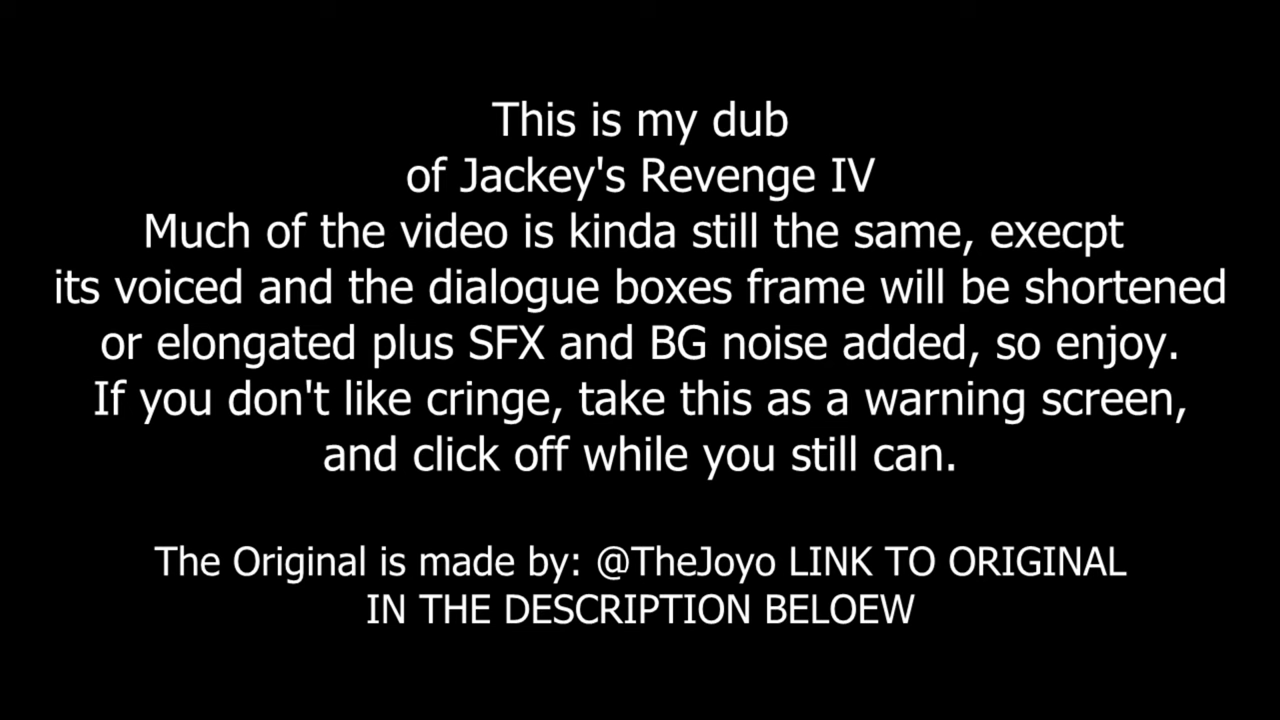 This is my dub
of Jackey's Revenge IV
Much of the video is kinda still the same, execpt
its voiced and the dialogue boxes frame will be shortened
or elongated plus SFX and BG noise added, so enjoy.
If you don't like cringe, take this as a warning screen,
and click off while you still can.
The Original is made by: @TheJoyo LINK TO ORIGINAL
IN THE DESCRIPTION BELOEW